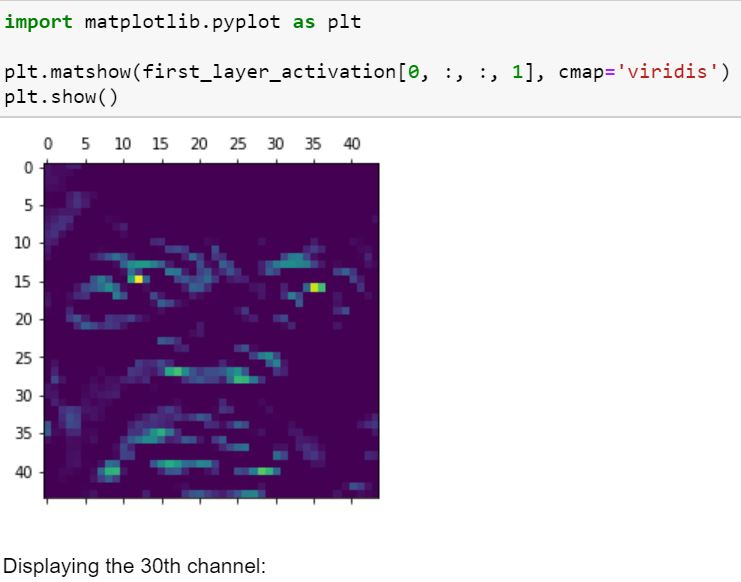 import matplotlib.pyplot as plt
plt.matshow(first_layer_activation[0, :, :, 1], cmap='viridis')
plt.show()
0 5 10 15 20 25 30 35 40
0
5
10
15
20
25
30
35
40
Displaying the 30th channel: